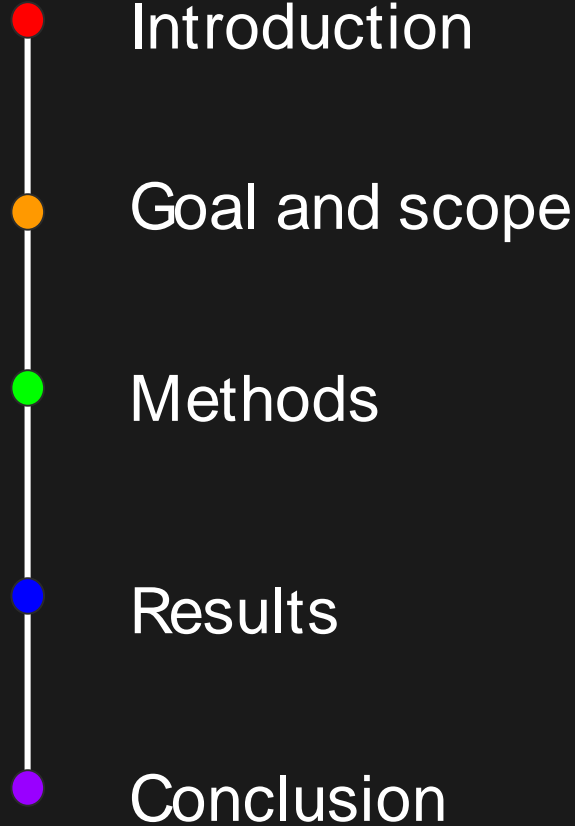 Introduction
Goal and scope
Methods
Results
Conclusion